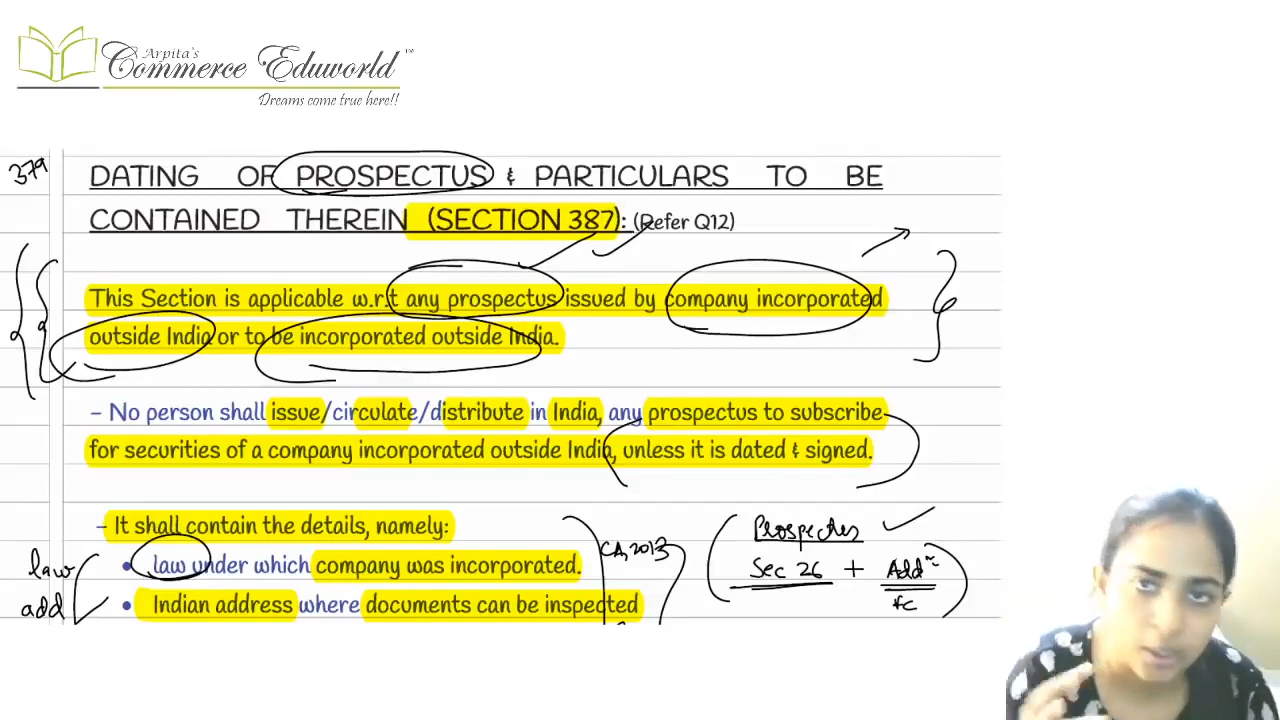 Arpita's
Commerce Eduworld™
Dreams come true here!!
379
DATING OF PROSPECTUS & PARTICULARS TO BE
CONTAINED THEREIN (SECTION 387): (Refer Q12)
This Section is applicable w.r.t any prospectus issued by company incorporated
outside India or to be incorporated outside India.
- No person shall issue/circulate/distribute in India, any prospectus to subscribe
for securities of a company incorporated outside India, unless it is dated & signed.
- It shall contain the details, namely:
• law under which company was incorporated.
• Indian address where documents can be inspected
law
add
CA, 2013
Prospectus
Sec 26 + Addn
fc